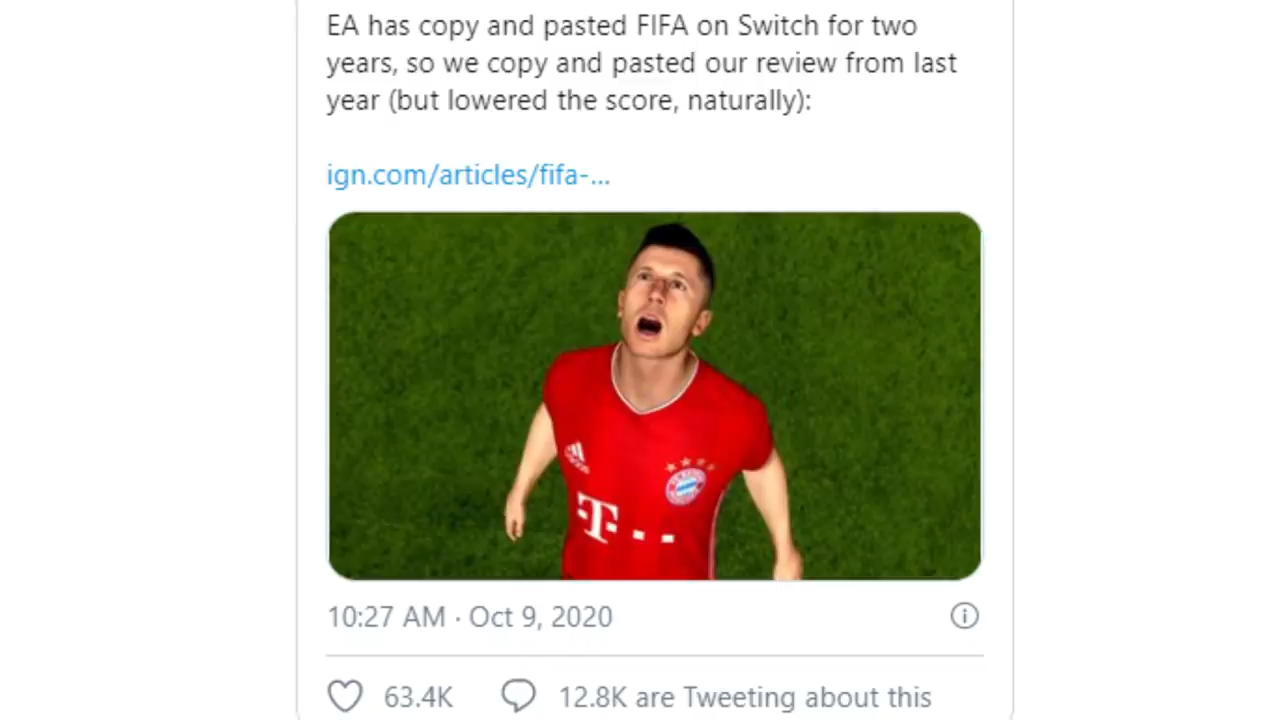 EA has copy and pasted FIFA on Switch for two
years, so we copy and pasted our review from last
year (but lowered the score, naturally):
ign.com/articles/fifa-...
adidas
T
10:27 AM · Oct 9, 2020
63.4K
12.8K are Tweeting about this